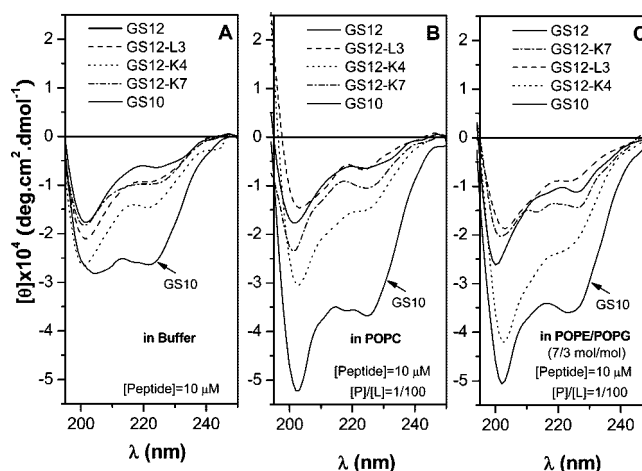 A
GS12
GS12-L3
GS12-K4
GS12-K7
GS10
B
GS12
GS12-L3
GS12-K4
GS12-K7
GS10
C
GS12
GS12-K7
GS12-L3
GS12-K4
GS10
[θ]x10⁴ (deg.cm².dmol⁻¹)
2
1
0
-1
-2
-3
-4
-5
GS10
in Buffer
[Peptide]=10 μM
200 220 240
λ (nm)
2
1
0
-1
-2
-3
-4
-5
GS10
in POPC
[Peptide]=10 μM
[P]/[L]=1/100
200 220 240
λ (nm)
2
1
0
-1
-2
-3
-4
-5
GS10
in POPE/POPG
(7/3 mol/mol)
[Peptide]=10 μM
[P]/[L]=1/100
200 220 240
λ (nm)